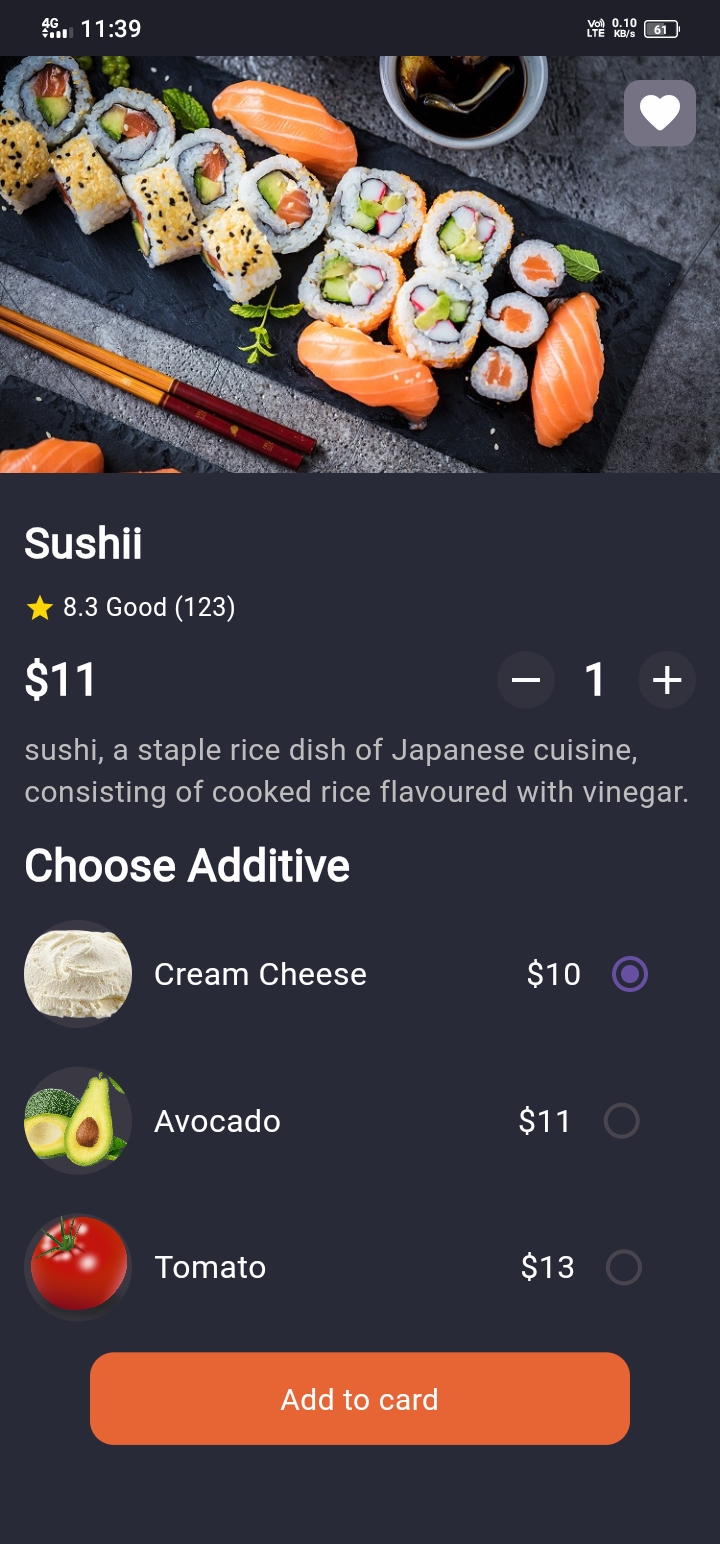 4G 11:39 Vo) LTE 0.10 KB/s 61
Sushii
8.3 Good (123)
$11 1
sushi, a staple rice dish of Japanese cuisine,
consisting of cooked rice flavoured with vinegar.
Choose Additive
Cream Cheese $10
Avocado $11
Tomato $13
Add to card